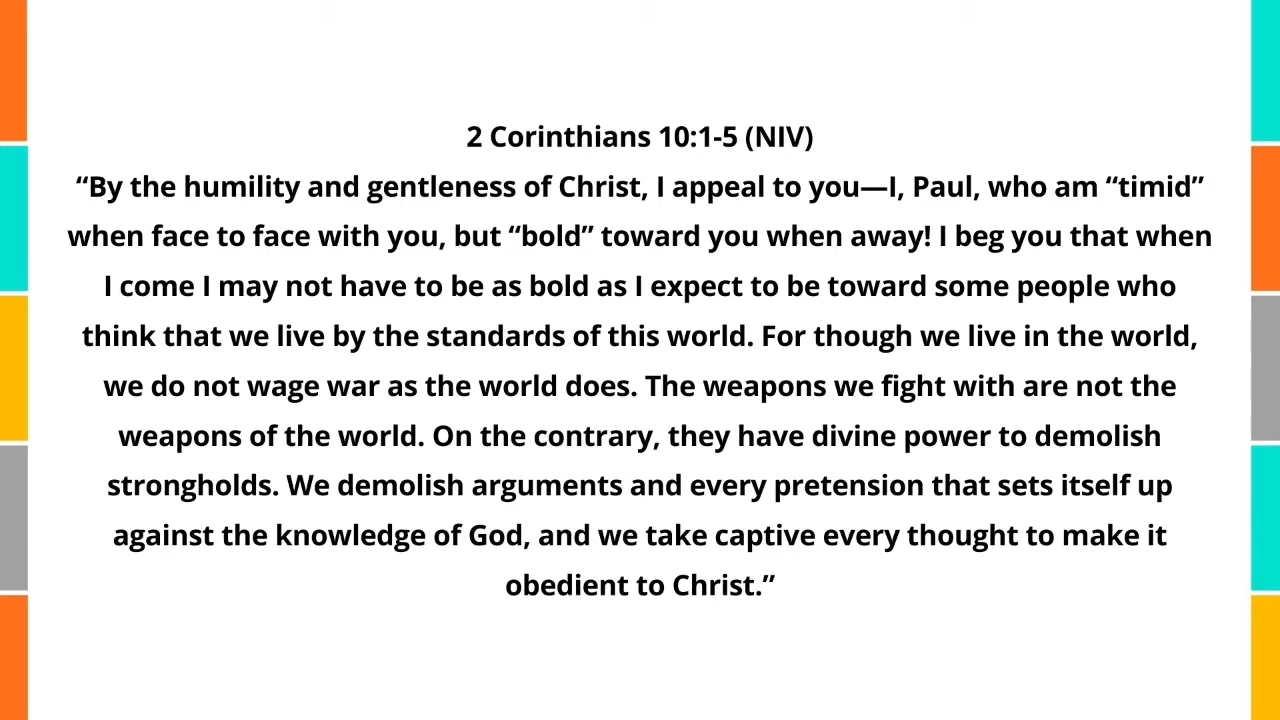 2 Corinthians 10:1-5 (NIV)
“By the humility and gentleness of Christ, I appeal to you—I, Paul, who am “timid”
when face to face with you, but “bold” toward you when away! I beg you that when
I come I may not have to be as bold as I expect to be toward some people who
think that we live by the standards of this world. For though we live in the world,
we do not wage war as the world does. The weapons we fight with are not the
weapons of the world. On the contrary, they have divine power to demolish
strongholds. We demolish arguments and every pretension that sets itself up
against the knowledge of God, and we take captive every thought to make it
obedient to Christ.”